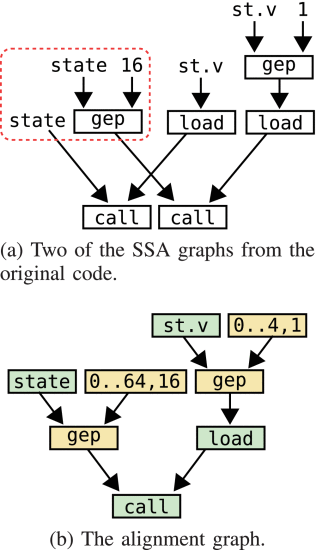 st.v 1
state 16 st.v gep
state gep load load
call call
(a) Two of the SSA graphs from the
original code.
st.v 0..4,1
state 0..64,16 gep
gep load
call
(b) The alignment graph.